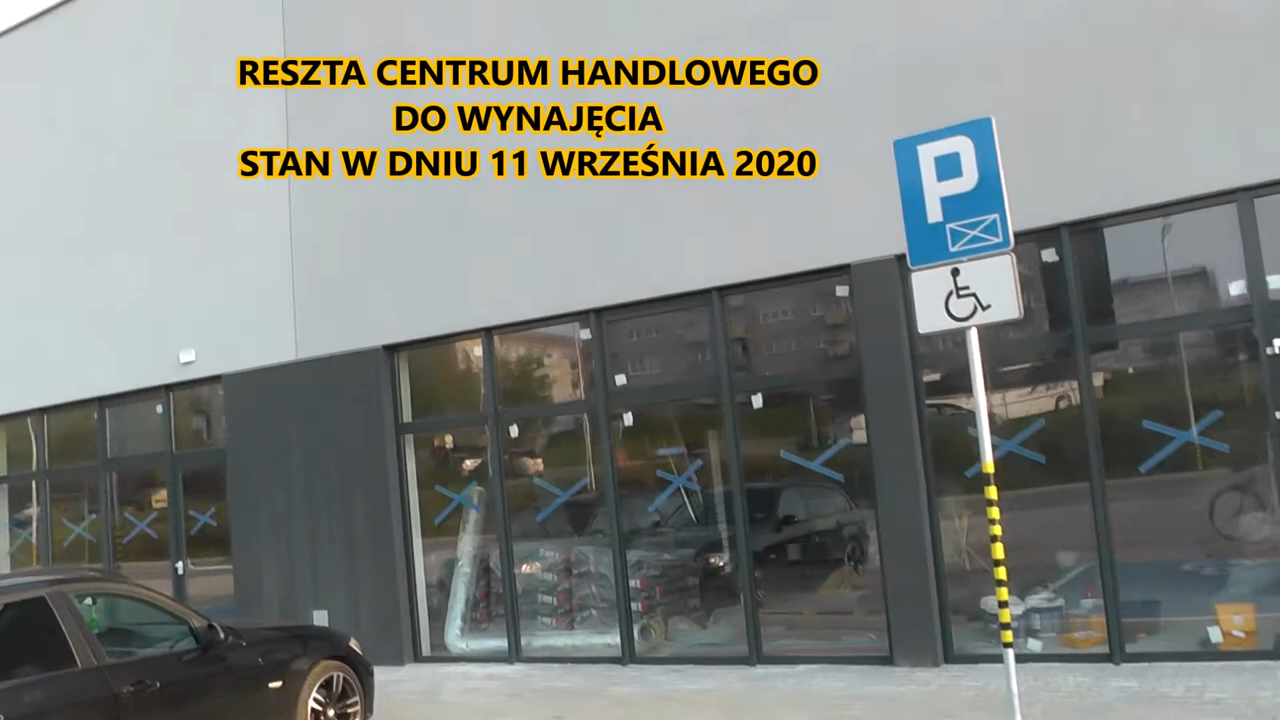 RESZTA CENTRUM HANDLOWEGO
DO WYNAJĘCIA
STAN W DNIU 11 WRZEŚNIA 2020
P